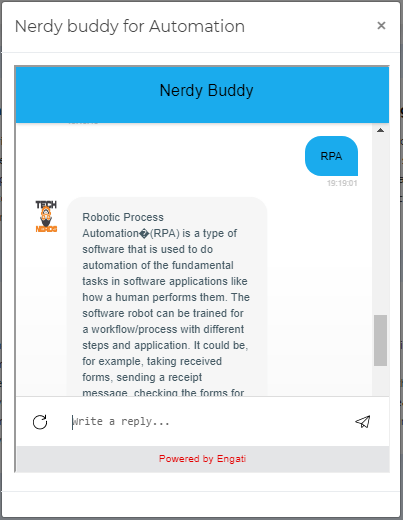 Nerdy buddy for Automation ×
Nerdy Buddy
RPA
19:19:01
TECH
NERDS
Robotic Process
Automation�(RPA) is a type of
software that is used to do
automation of the fundamental
tasks in software applications like
how a human performs them. The
software robot can be trained for
a workflow/process with different
steps and application. It could be,
for example, taking received
forms, sending a receipt
message, checking the forms for
Write a reply...
Powered by Engati